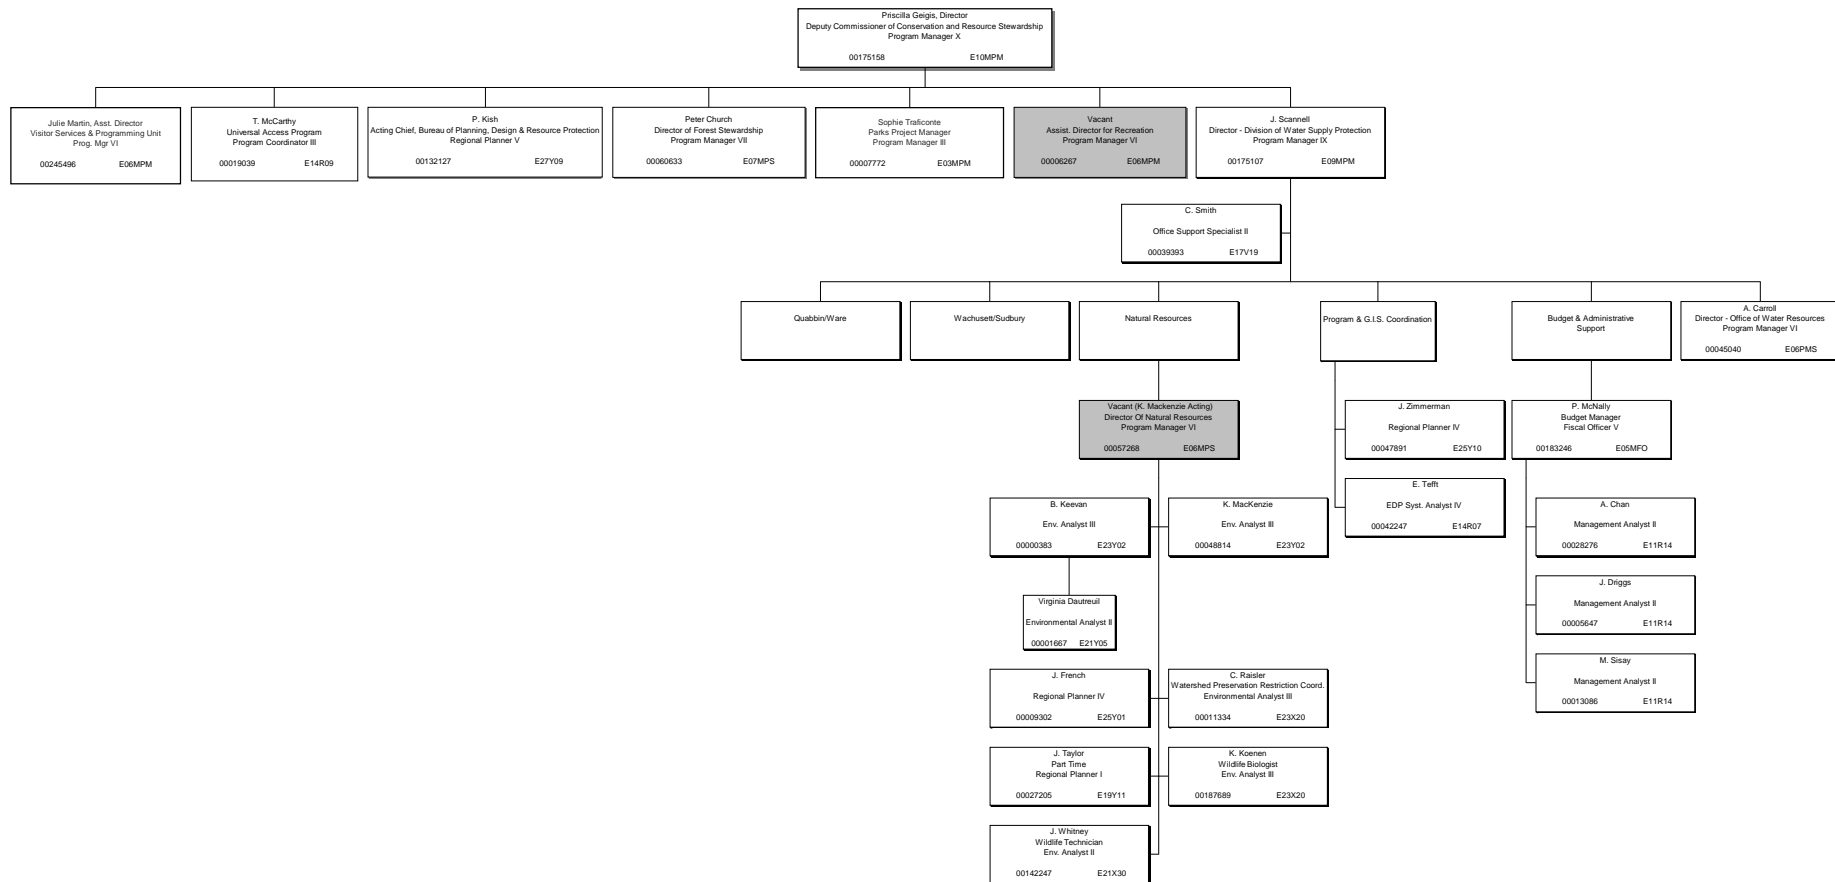 Priscilla Geigis, Director
Deputy Commissioner of Conservation and Resource Stewardship
Program Manager X
00175158 E10MPM
Julie Martin, Asst. Director
Visitor Services & Programming Unit
Prog. Mgr VI
00245496 E06MPM
T. McCarthy
Universal Access Program
Program Coordinator III
00019039 E14R09
P. Kish
Acting Chief, Bureau of Planning, Design & Resource Protection
Regional Planner V
00132127 E27Y09
Peter Church
Director of Forest Stewardship
Program Manager VII
00060633 E07MPS
Sophie Traficonte
Parks Project Manager
Program Manager III
00007772 E03MPM
Vacant
Assist. Director for Recreation
Program Manager VI
00006267 E06MPM
J. Scannell
Director - Division of Water Supply Protection
Program Manager IX
00175107 E09MPM
C. Smith
Office Support Specialist II
00039393 E17V19
Quabbin/Ware
Wachusett/Sudbury
Natural Resources
Program & G.I.S. Coordination
Budget & Administrative
Support
A. Carroll
Director - Office of Water Resources
Program Manager VI
00045040 E06PMS
Vacant (K. Mackenzie Acting)
Director Of Natural Resources
Program Manager VI
00057268 E06MPS
J. Zimmerman
Regional Planner IV
00047891 E25Y10
P. McNally
Budget Manager
Fiscal Officer V
00183246 E05MFO
E. Tefft
EDP Syst. Analyst IV
00042247 E14R07
B. Keevan
Env. Analyst III
00000383 E23Y02
K. MacKenzie
Env. Analyst III
00048814 E23Y02
A. Chan
Management Analyst II
00028276 E11R14
Virginia Dautreuil
Environmental Analyst II
00001667 E21Y05
J. Driggs
Management Analyst II
00005647 E11R14
J. French
Regional Planner IV
00009302 E25Y01
C. Raisler
Watershed Preservation Restriction Coord.
Environmental Analyst III
00011334 E23X20
M. Sisay
Management Analyst II
00013086 E11R14
J. Taylor
Part Time
Regional Planner I
00027205 E19Y11
K. Koenen
Wildlife Biologist
Env. Analyst III
00187689 E23X20
J. Whitney
Wildlife Technician
Env. Analyst II
00142247 E21X30